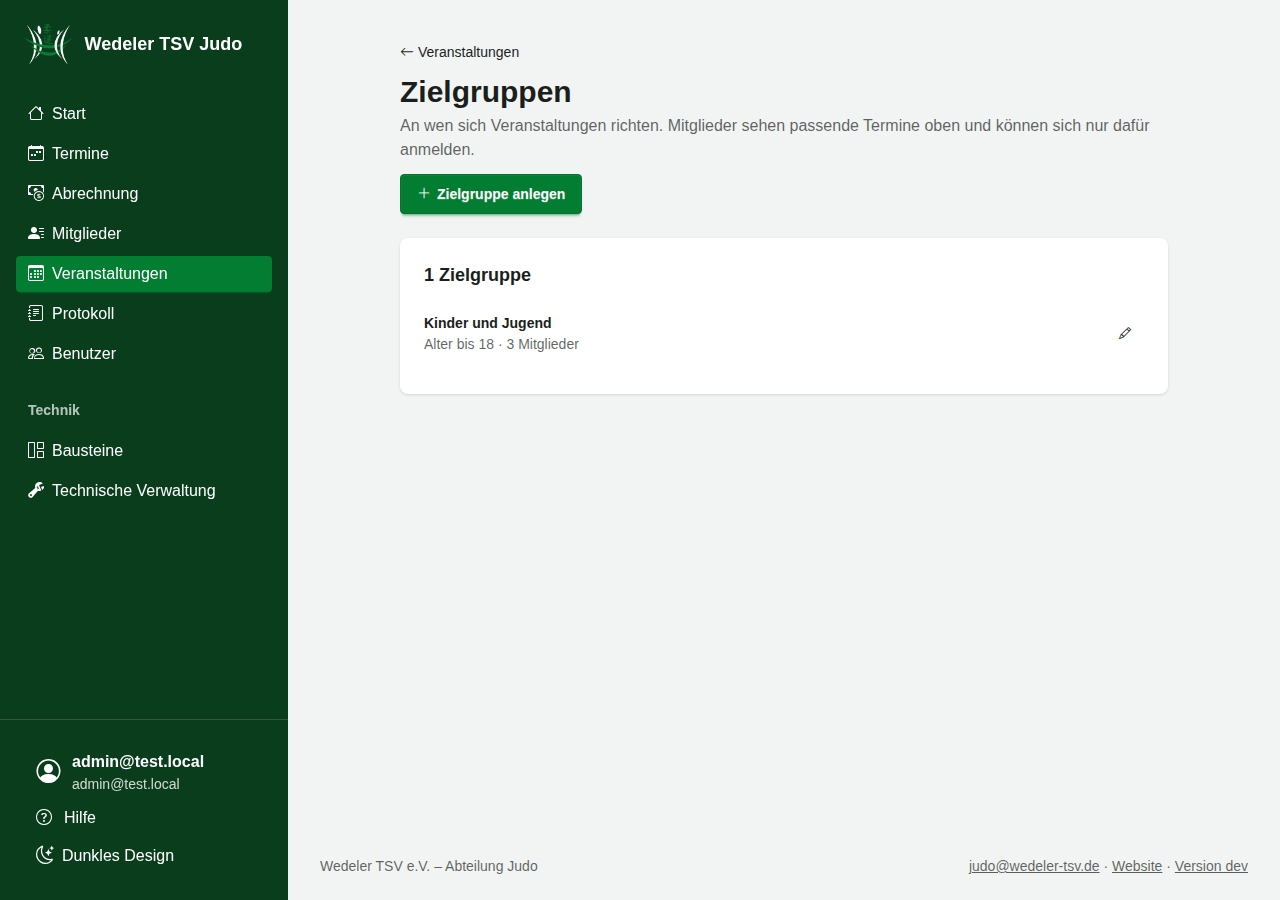 Wedeler TSV Judo
Start
Termine
Abrechnung
Mitglieder
Veranstaltungen
Protokoll
Benutzer
Technik
Bausteine
Technische Verwaltung
admin@test.local
admin@test.local
Hilfe
Dunkles Design
← Veranstaltungen
Zielgruppen
An wen sich Veranstaltungen richten. Mitglieder sehen passende Termine oben und können sich nur dafür
anmelden.
+ Zielgruppe anlegen
1 Zielgruppe
Kinder und Jugend
Alter bis 18 · 3 Mitglieder
Wedeler TSV e.V. – Abteilung Judo
judo@wedeler-tsv.de · Website · Version dev